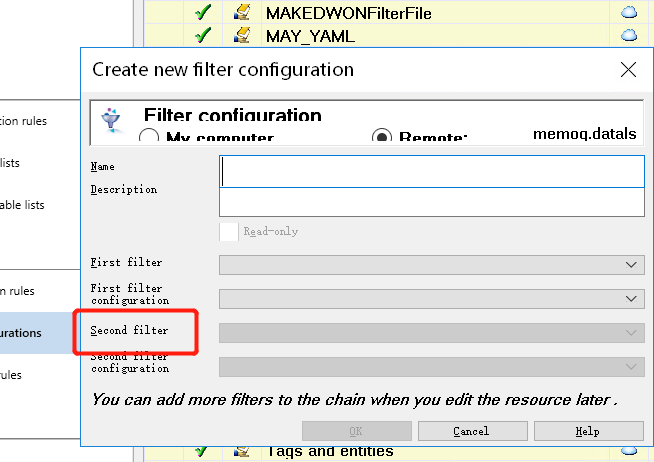 MAKEDWONFilterFile
MAY_YAML
Create new filter configuration
Filter configuration
My computer
Remote:
memoq.datals
tion rules
lists
able lists
n rules
urations
rules
Name
Description
Read-only
First filter
First filter
configuration
Second filter
Second filter
configuration
You can add more filters to the chain when you edit the resource later .
OK
Cancel
Help
Tags and entities